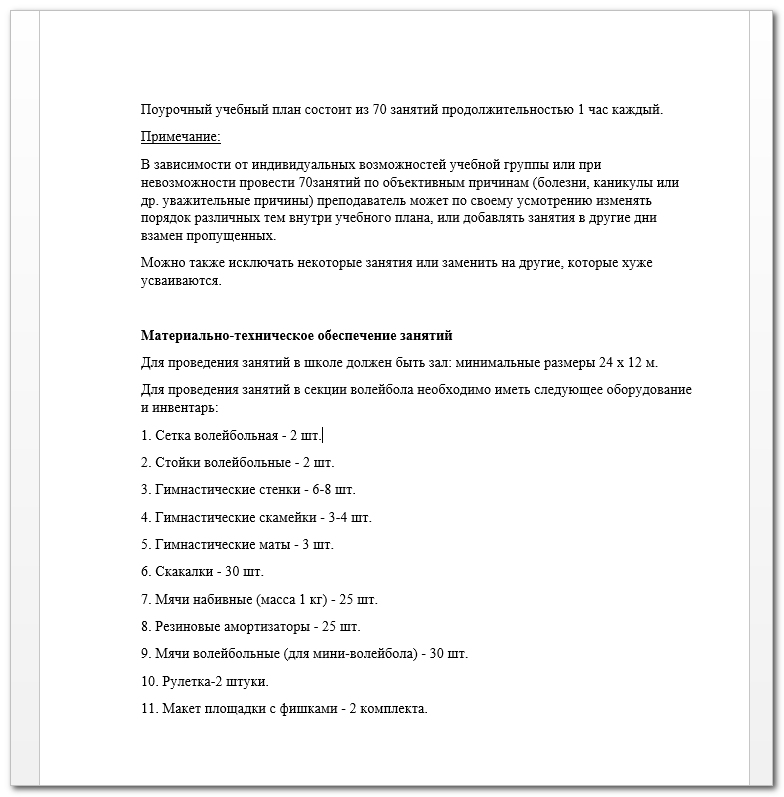 Поурочный учебный план состоит из 70 занятий продолжительностью 1 час каждый.
Примечание:
В зависимости от индивидуальных возможностей учебной группы или при
невозможности провести 70занятий по объективным причинам (болезни, каникулы или
др. уважительные причины) преподаватель может по своему усмотрению изменять
порядок различных тем внутри учебного плана, или добавлять занятия в другие дни
взамен пропущенных.
Можно также исключать некоторые занятия или заменить на другие, которые хуже
усваиваются.
Материально-техническое обеспечение занятий
Для проведения занятий в школе должен быть зал: минимальные размеры 24 х 12 м.
Для проведения занятий в секции волейбола необходимо иметь следующее оборудование
и инвентарь:
1. Сетка волейбольная - 2 шт.
2. Стойки волейбольные - 2 шт.
3. Гимнастические стенки - 6-8 шт.
4. Гимнастические скамейки - 3-4 шт.
5. Гимнастические маты - 3 шт.
6. Скакалки - 30 шт.
7. Мячи набивные (масса 1 кг) - 25 шт.
8. Резиновые амортизаторы - 25 шт.
9. Мячи волейбольные (для мини-волейбола) - 30 шт.
10. Рулетка-2 штуки.
11. Макет площадки с фишками - 2 комплекта.